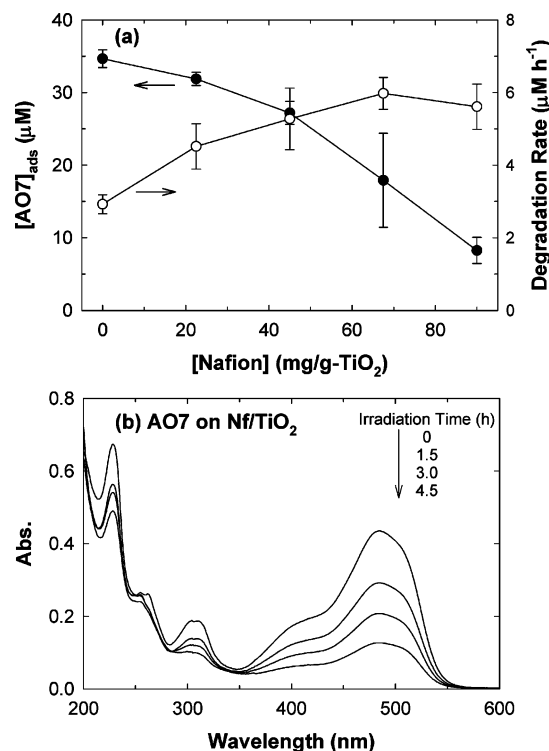 (a)
40
30
20
10
0
[AO7]ads (μM)
8
6
4
2
0
Degradation Rate (μM h⁻¹)
0 20 40 60 80
[Nafion] (mg/g-TiO₂)
(b) AO7 on Nf/TiO₂
Irradiation Time (h)
0
1.5
3.0
4.5
0.8
0.6
0.4
0.2
0.0
Abs.
200 300 400 500 600
Wavelength (nm)